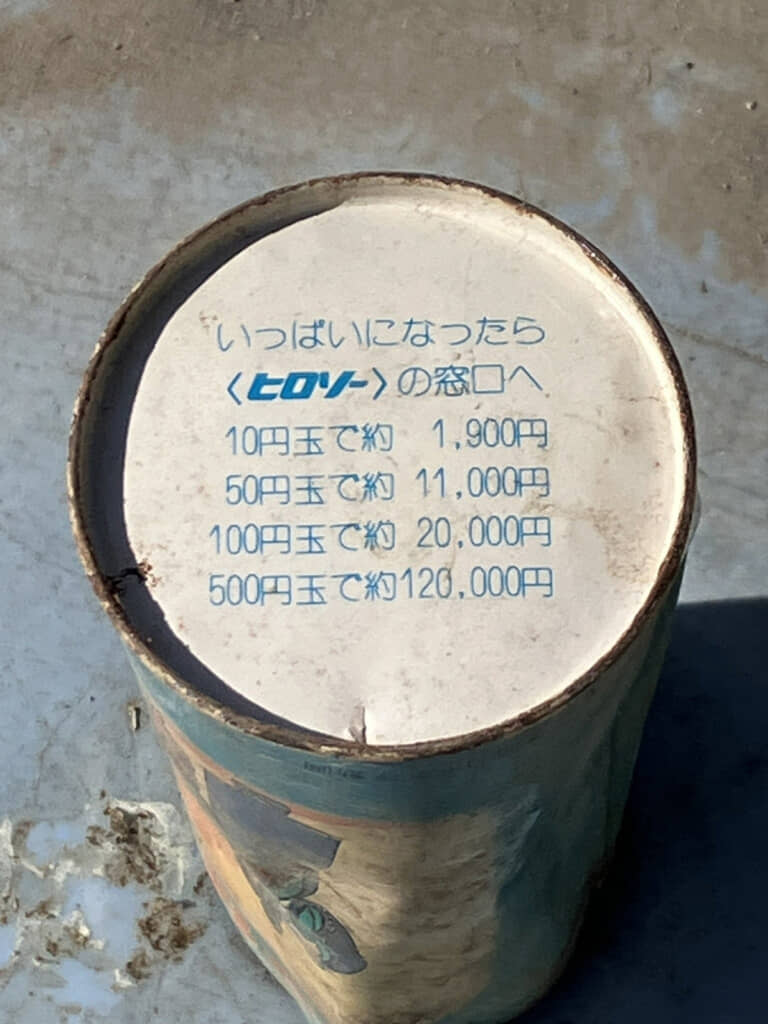 いっぱいになったら
〈ヒロソー〉の窓口へ
10円玉で約 1,900円
50円玉で約 11,000円
100円玉で約 20,000円
500円玉で約120,000円